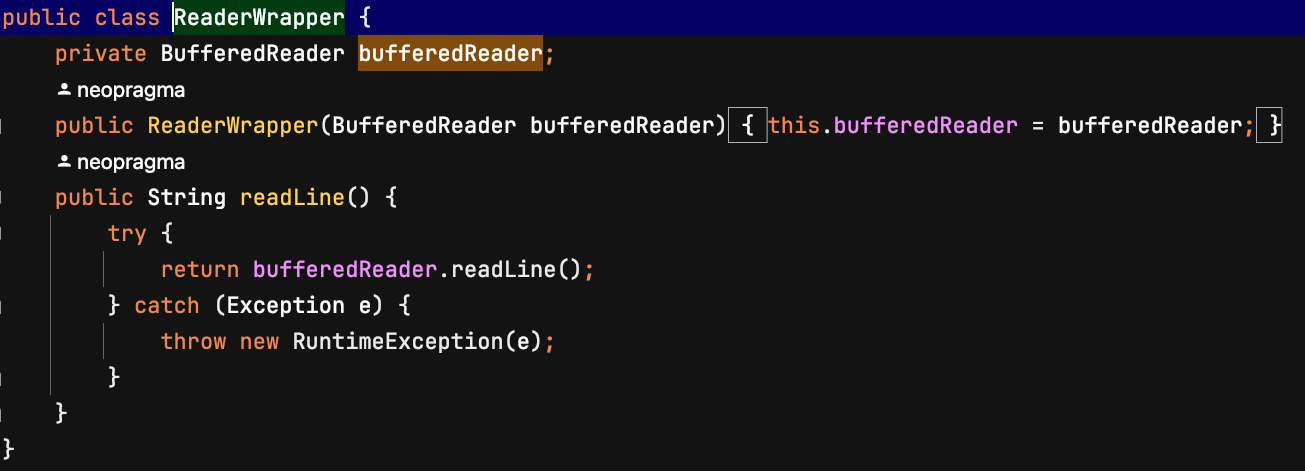 public class ReaderWrapper {
    private BufferedReader bufferedReader;
    neopragma
    public ReaderWrapper(BufferedReader bufferedReader) { this.bufferedReader = bufferedReader; }
    neopragma
    public String readLine() {
        try {
            return bufferedReader.readLine();
        } catch (Exception e) {
            throw new RuntimeException(e);
        }
    }
}